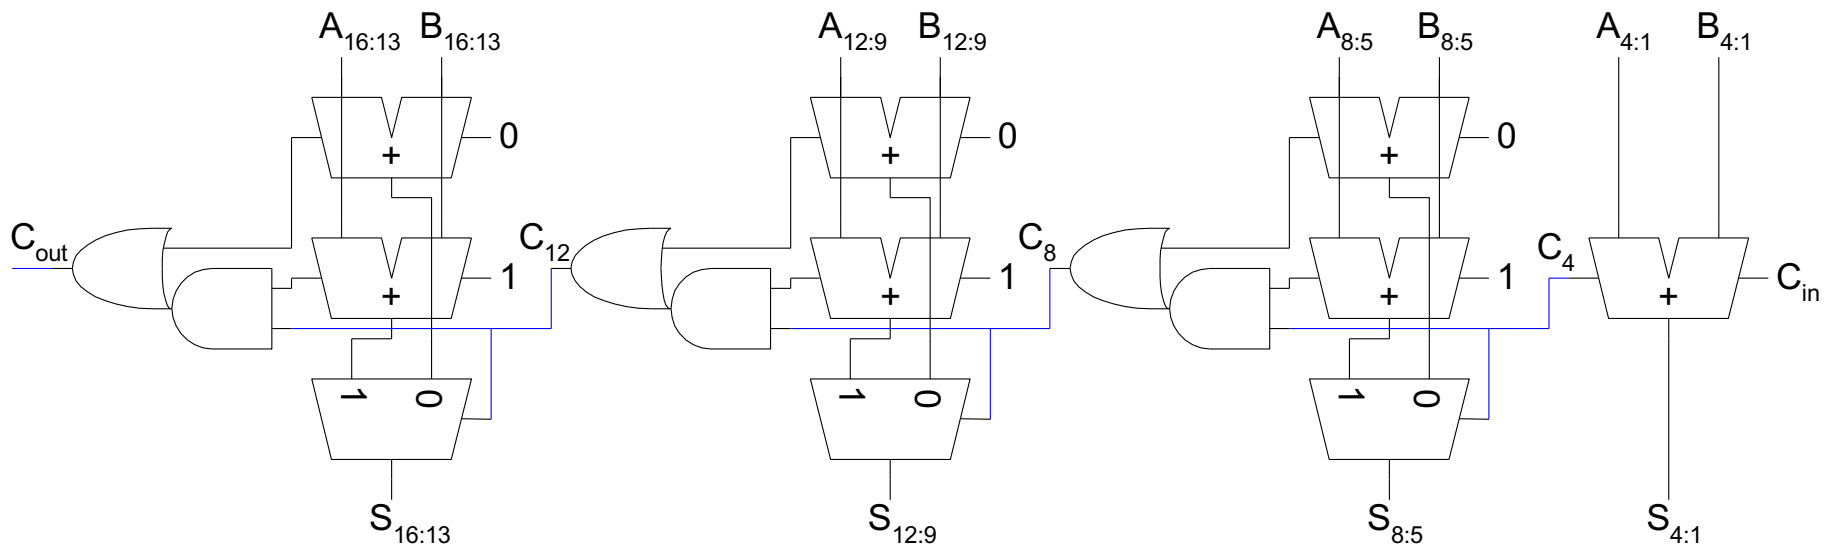 A16:13 B16:13 A12:9 B12:9 A8:5 B8:5 A4:1 B4:1
0 0 0
+ + +
Cout C12 C8 C4
1 1 1 Cin
+ + + +
1 0 1 0 1 0
S16:13 S12:9 S8:5 S4:1